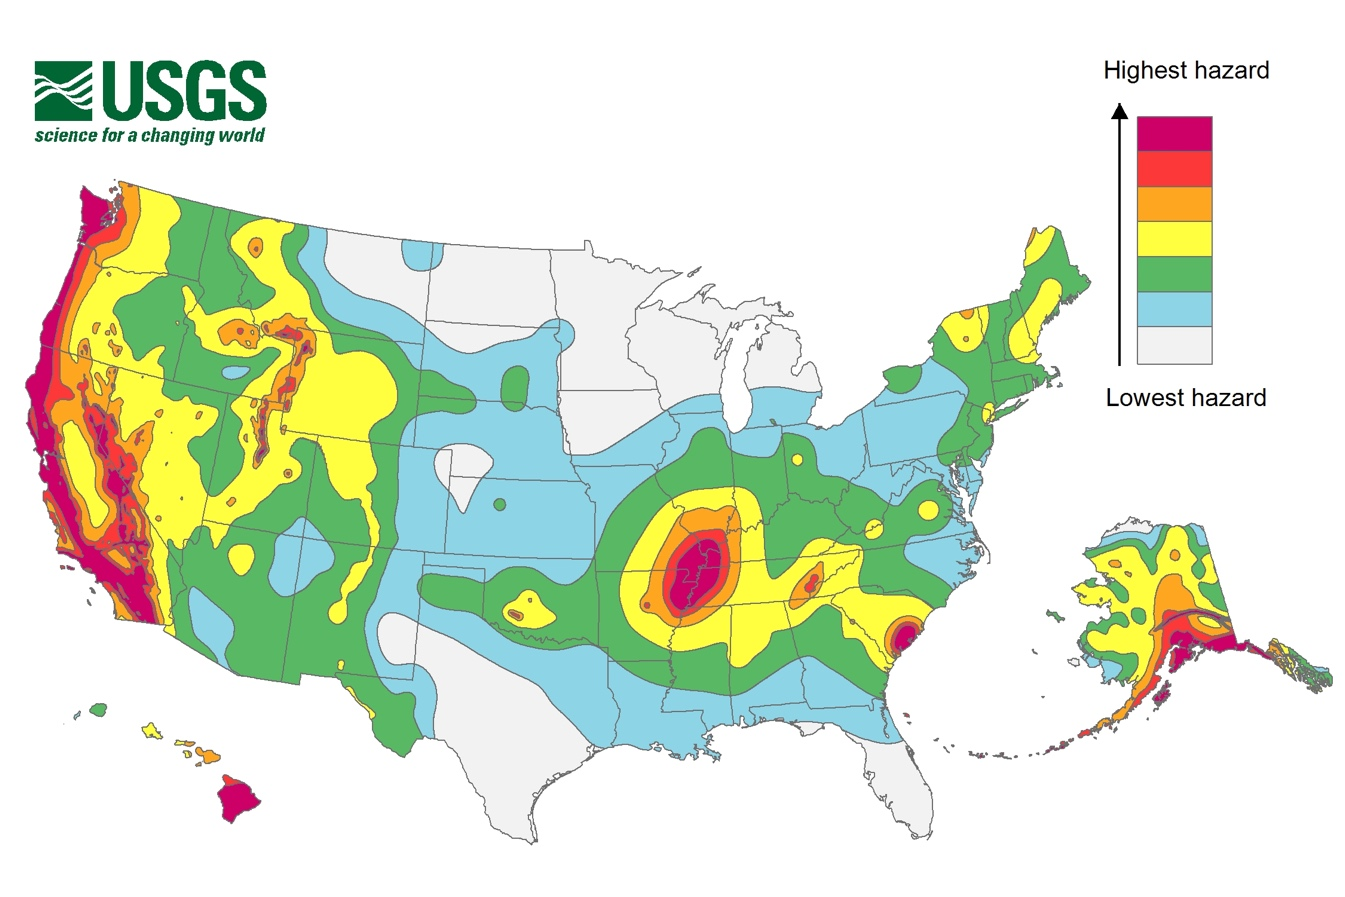 USGS
science for a changing world
Highest hazard
Lowest hazard